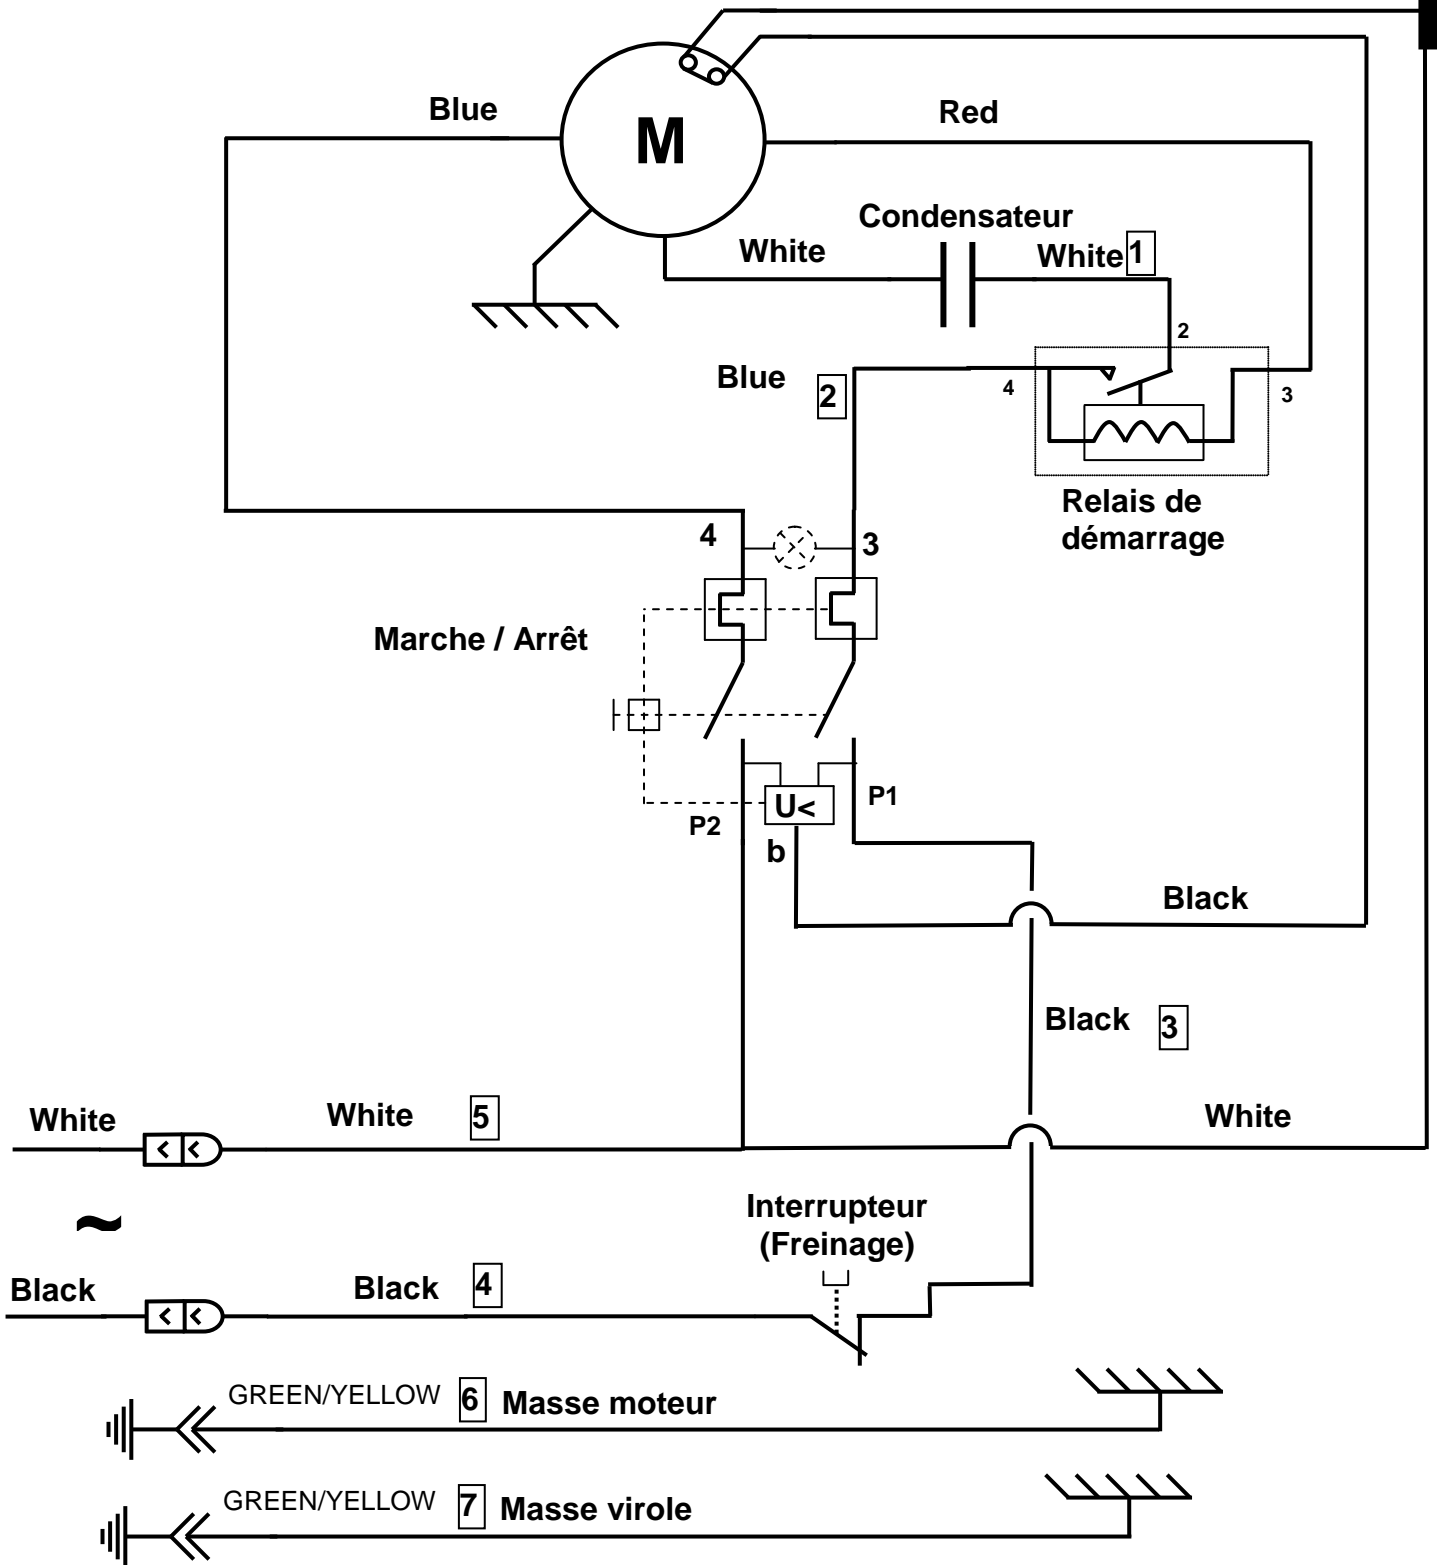 Blue
M
Red
Condensateur
White
White 1
2
Blue
2
4
3
Relais de
démarrage
4
3
Marche / Arrêt
U<
P1
P2
b
Black
Black 3
White
White 5
White
~
Interrupteur
(Freinage)
Black
Black 4
GREEN/YELLOW 6 Masse moteur
GREEN/YELLOW 7 Masse virole